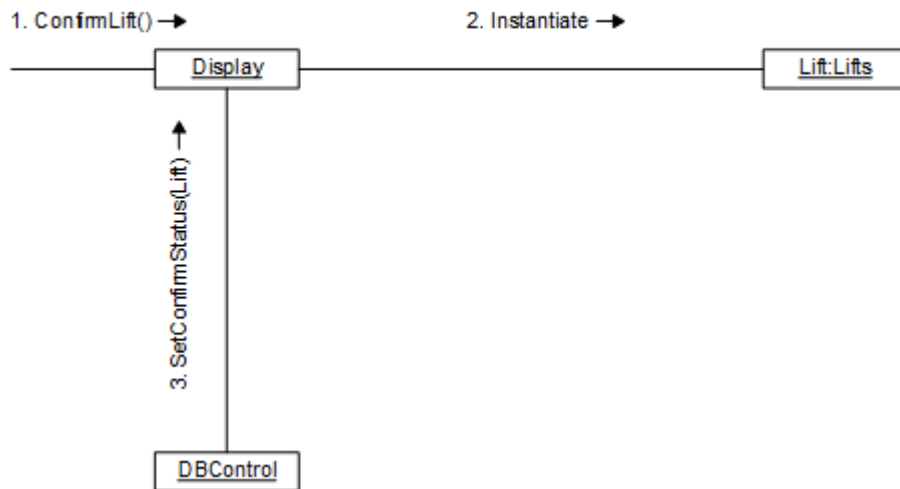 1. ConfirmLift()
2. Instantiate
Display
Lift:Lifts
3. SetConfirmStatus(Lift)
DBControl